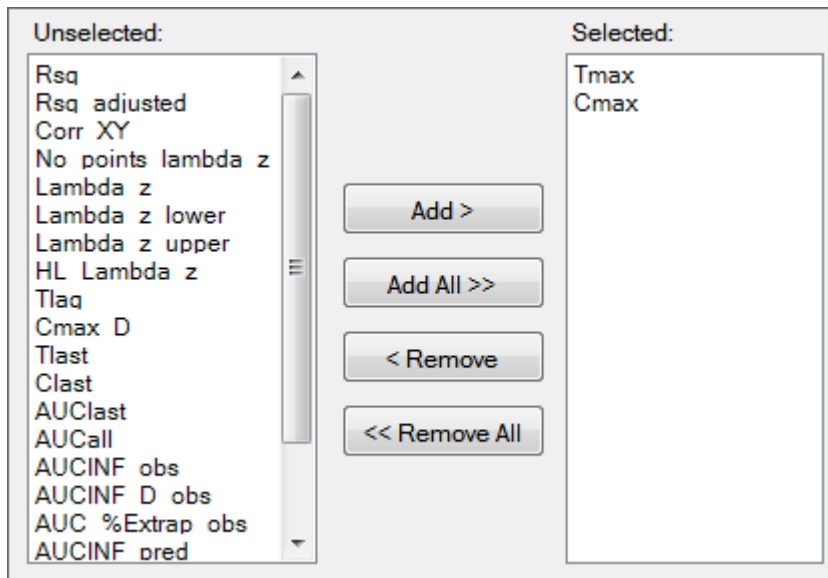 Unselected:
Rsq
Rsq adjusted
Corr XY
No points lambda z
Lambda z
Lambda z lower
Lambda z upper
HL Lambda z
Tlag
Cmax D
Tlast
Clast
AUClast
AUCall
AUCINF obs
AUCINF D obs
AUC %Extrap obs
AUCINF pred
Add >
Add All >>
< Remove
<< Remove All
Selected:
Tmax
Cmax